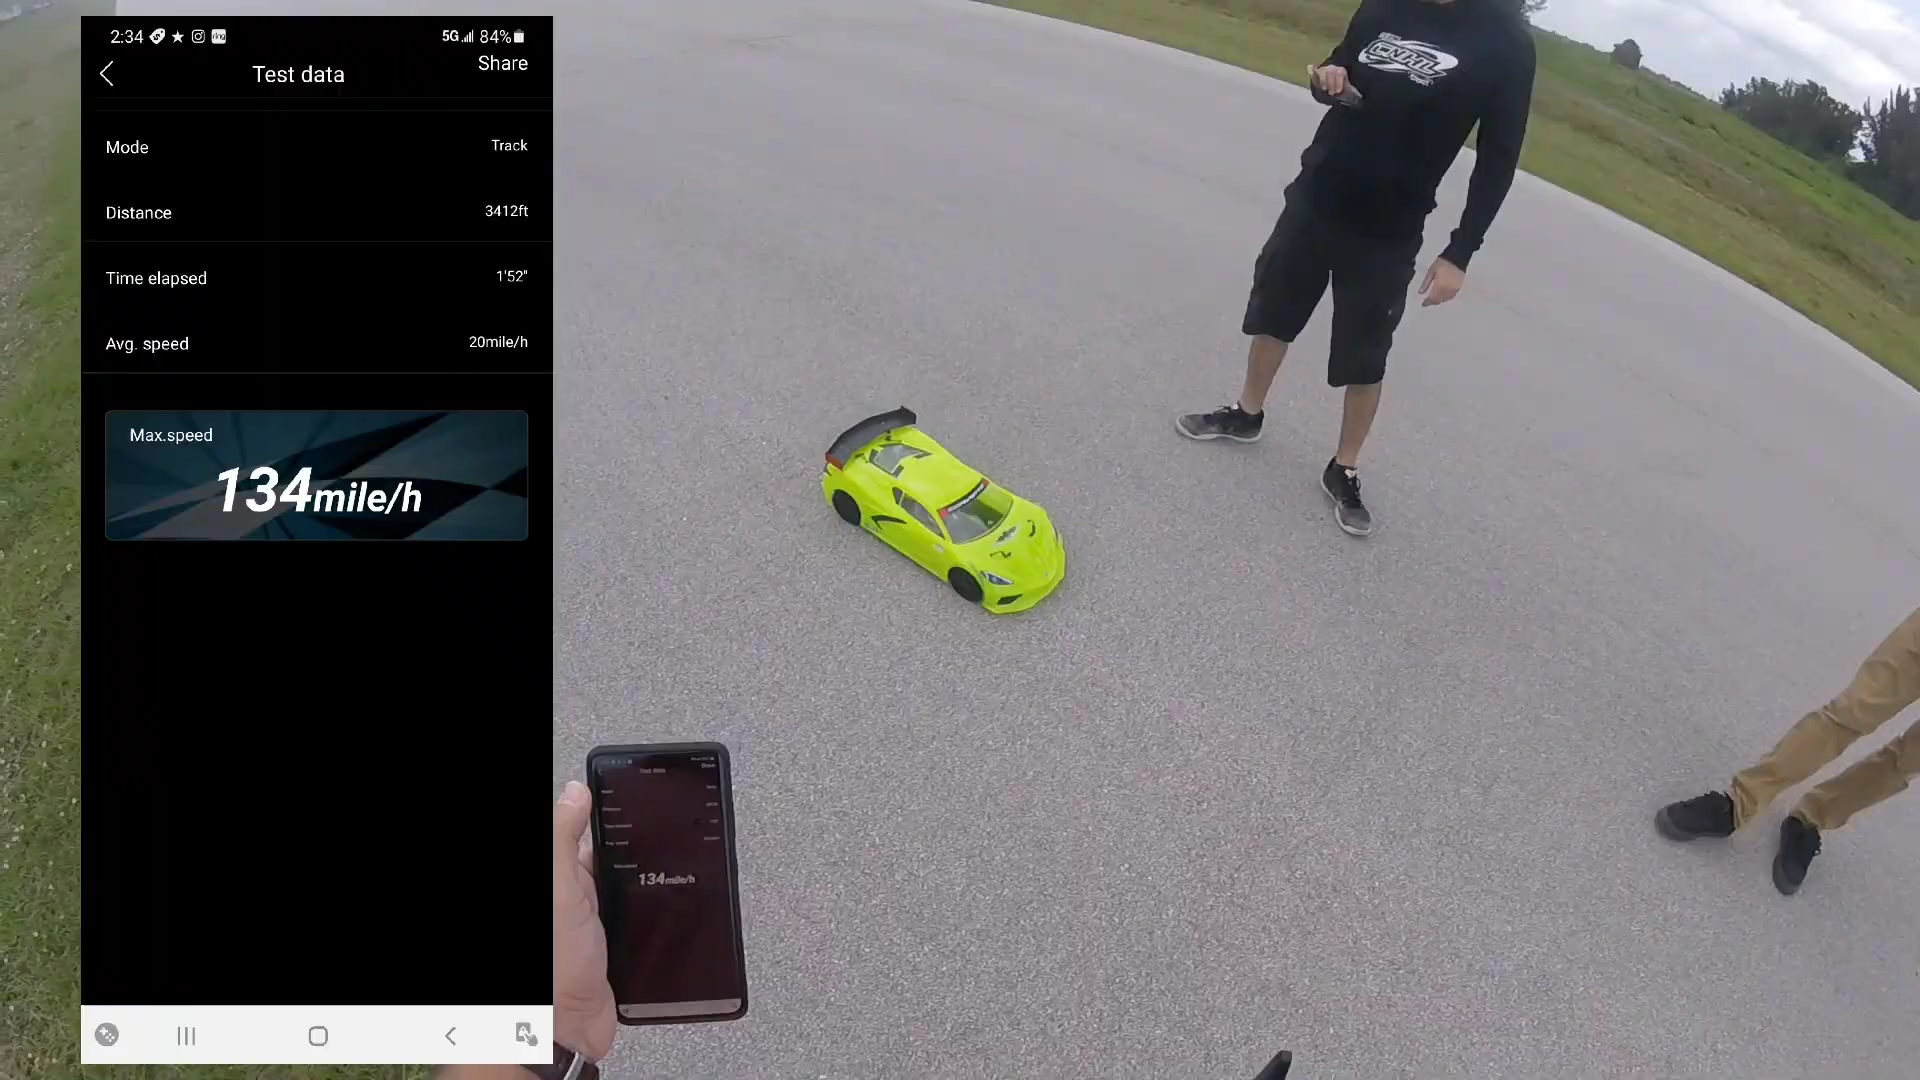 2:34
5G 84%
Share
Test data
Mode
Track
Distance
3412ft
Time elapsed
1'52"
Avg. speed
20mile/h
Max.speed
134mile/h
CNHL
134mile/h